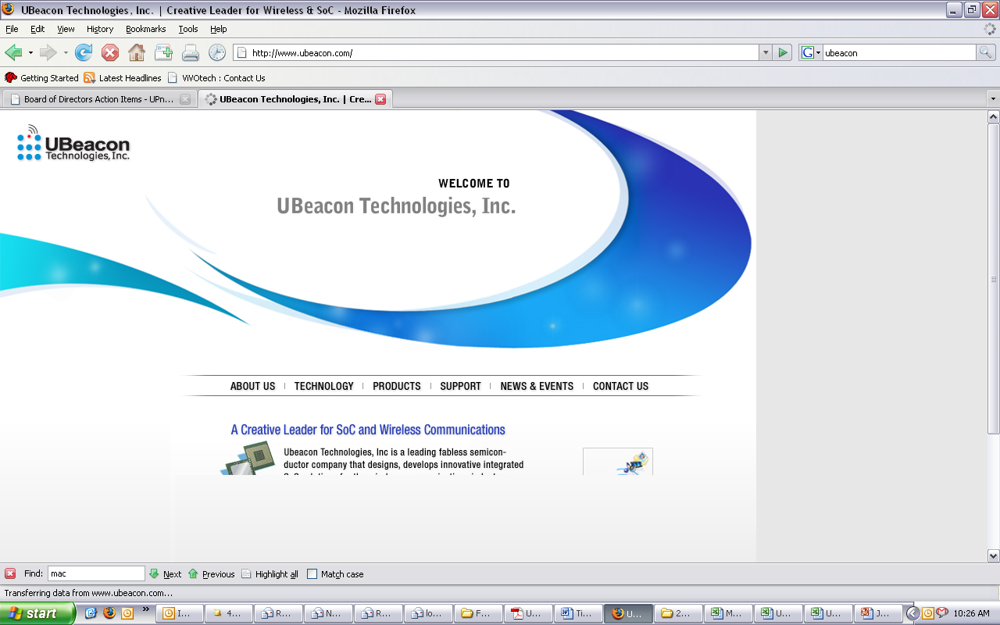 UBeacon Technologies, Inc. | Creative Leader for Wireless & SoC - Mozilla Firefox
File Edit View History Bookmarks Tools Help
http://www.ubeacon.com/
G ubeacon
Getting Started Latest Headlines ViVOtech : Contact Us
Board of Directors Action Items - UPn... UBeacon Technologies, Inc. | Cre...
UBeacon
Technologies, Inc.
WELCOME TO
UBeacon Technologies, Inc.
ABOUT US | TECHNOLOGY | PRODUCTS | SUPPORT | NEWS & EVENTS | CONTACT US
A Creative Leader for SoC and Wireless Communications
Ubeacon Technologies, Inc is a leading fabless semicon-
ductor company that designs, develops innovative integrated
Find: mac Next Previous Highlight all Match case
Transferring data from www.ubeacon.com...
start » I... 4... R... N... R... lo... F... U... Ti... U... 2... M... U... U... J... 10:26 AM